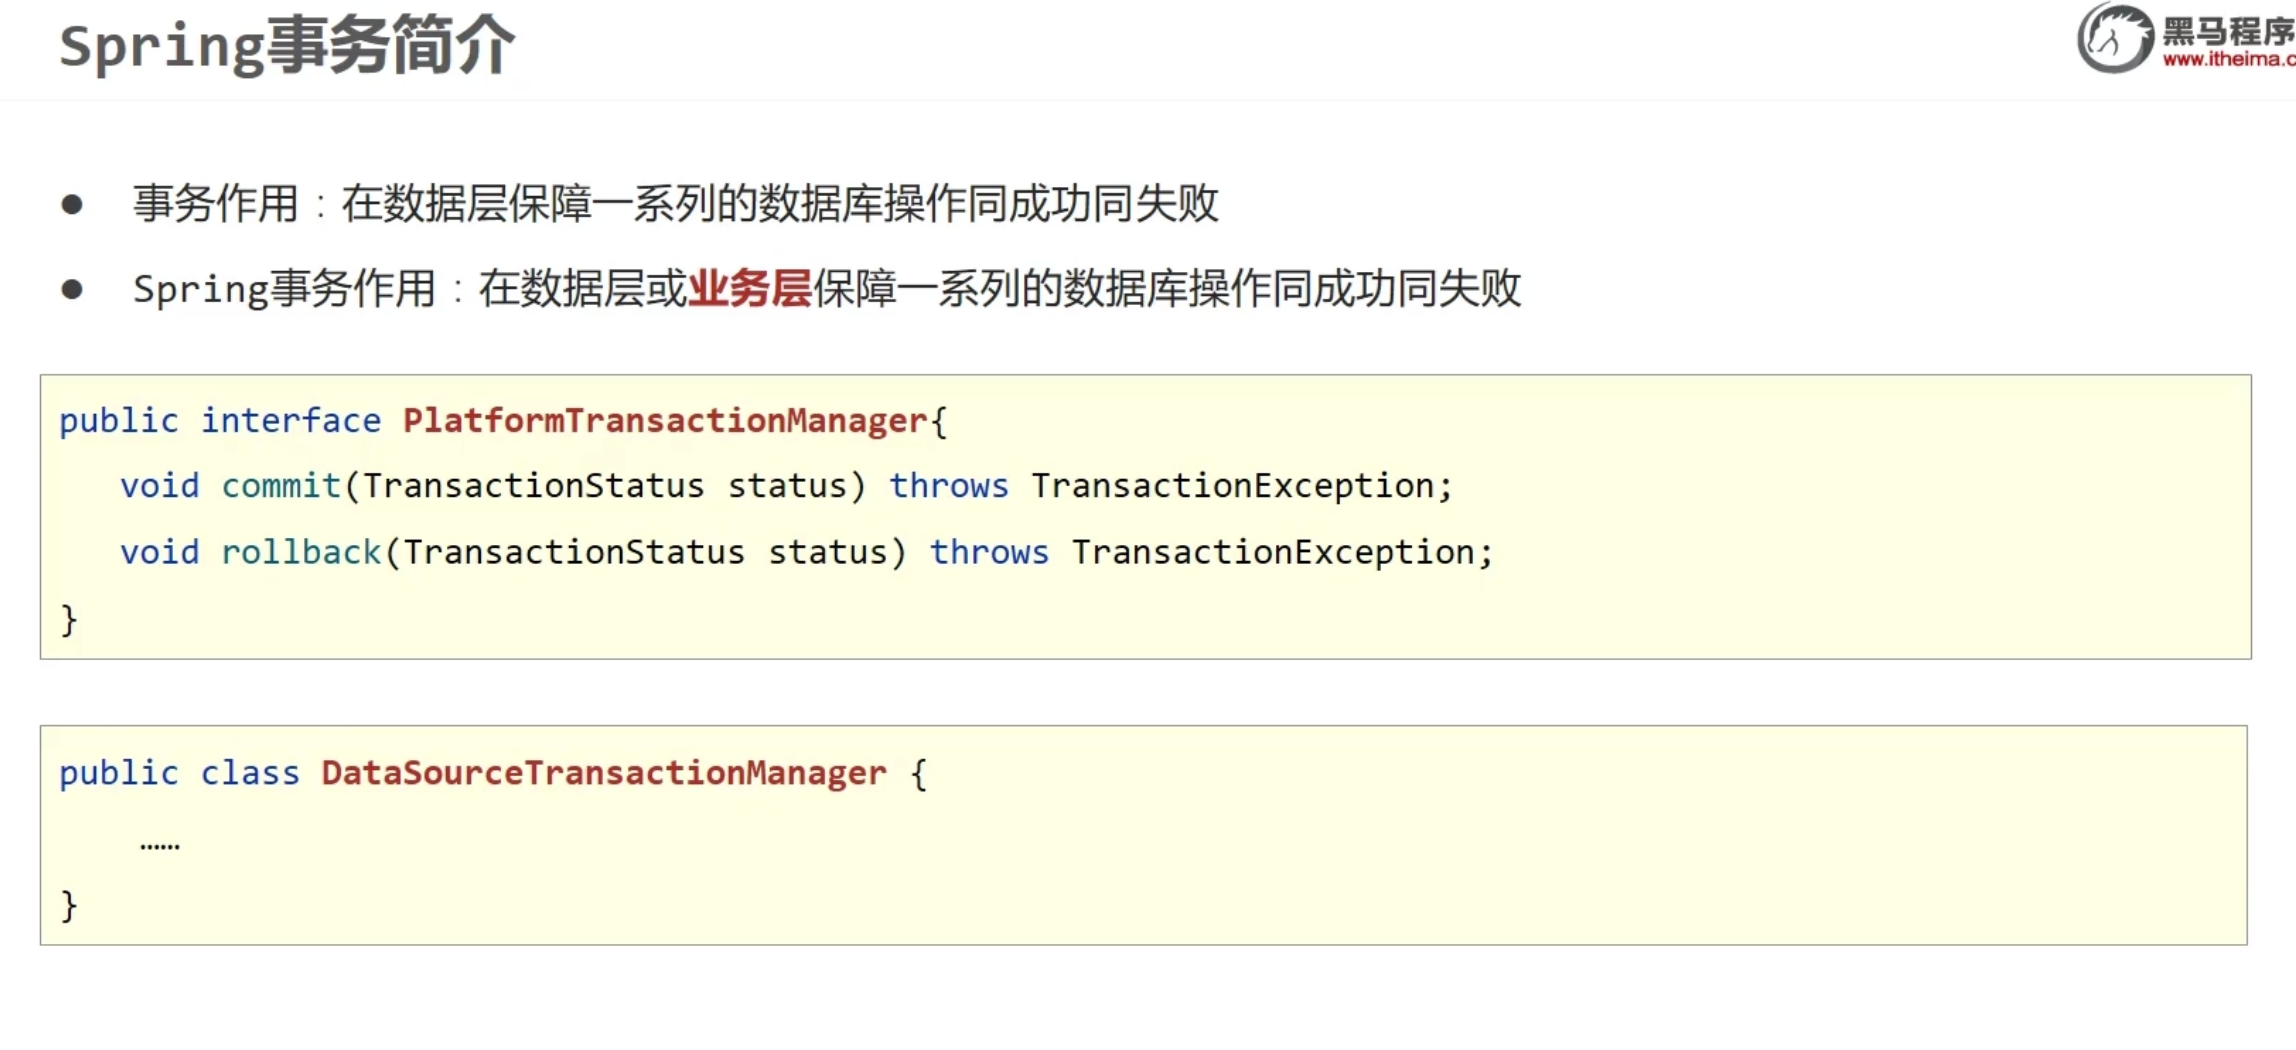 Spring事务简介
黑马程序
www.itheima.c
● 事务作用：在数据层保障一系列的数据库操作同成功同失败
● Spring事务作用：在数据层或业务层保障一系列的数据库操作同成功同失败
public interface PlatformTransactionManager{
void commit(TransactionStatus status) throws TransactionException;
void rollback(TransactionStatus status) throws TransactionException;
}
public class DataSourceTransactionManager {
……
}